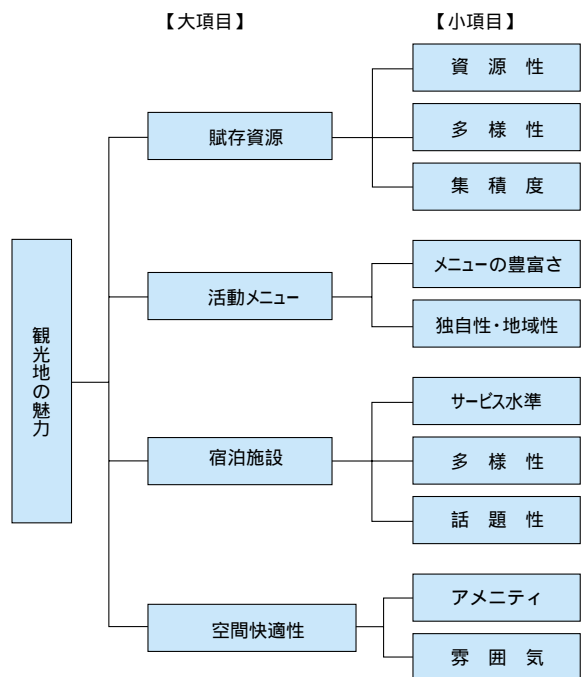 【大項目】
【小項目】
観光地の魅力
賦存資源
資源性
多様性
集積度
活動メニュー
メニューの豊富さ
独自性・地域性
宿泊施設
サービス水準
多様性
話題性
空間快適性
アメニティ
雰囲気